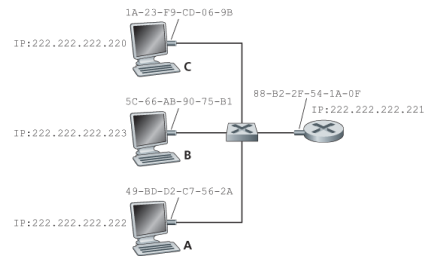 1A-23-F9-CD-06-9B
IP:222.222.222.220
C
88-B2-2F-54-1A-0F
IP:222.222.222.221
5C-66-AB-90-75-B1
IP:222.222.222.223
B
49-BD-D2-C7-56-2A
IP:222.222.222.222
A